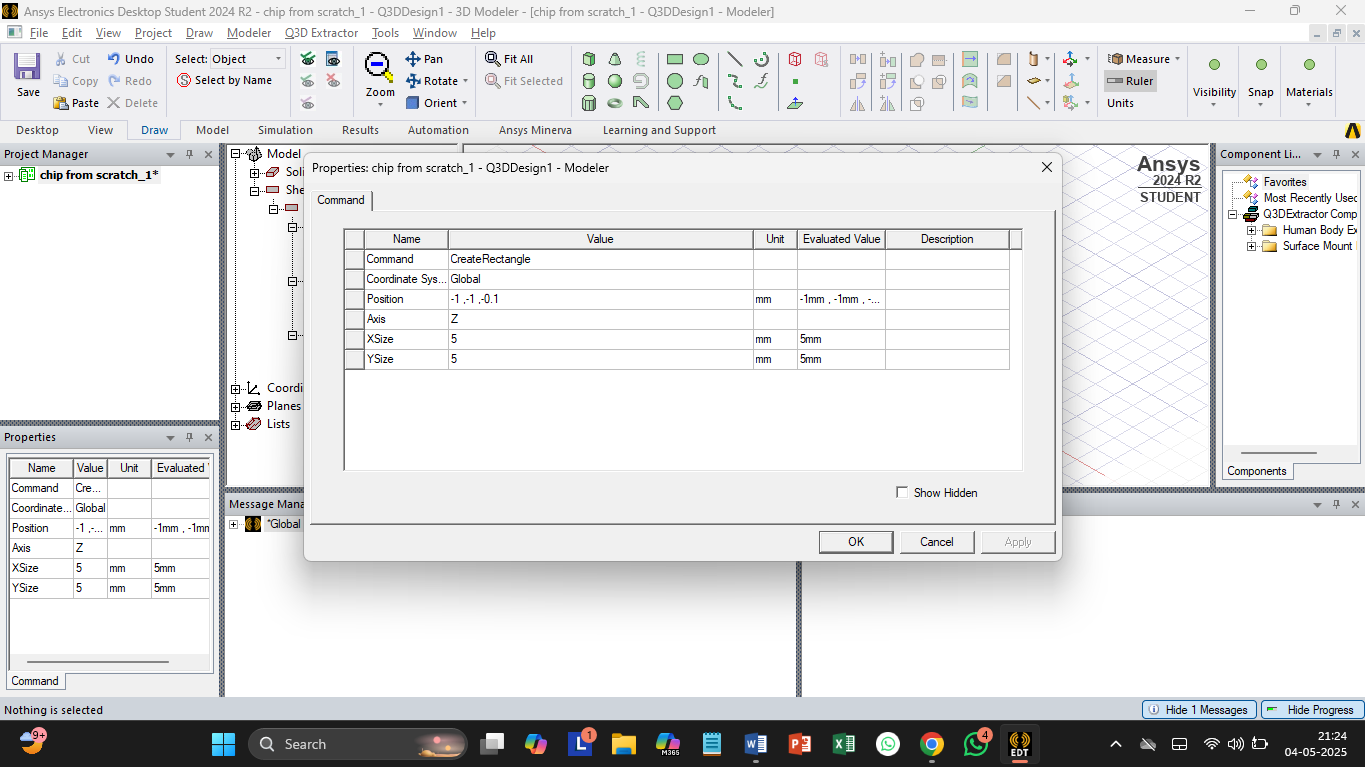 Ansys Electronics Desktop Student 2024 R2 - chip from scratch_1 - Q3DDesign1 - 3D Modeler - [chip from scratch_1 - Q3DDesign1 - Modeler]
File Edit View Project Draw Modeler Q3D Extractor Tools Window Help
Save
Cut Undo
Copy Redo
Paste Delete
Select: Object
Select by Name
Zoom
Pan
Rotate
Orient
Fit All
Fit Selected
Measure
Ruler
Units
Visibility
Snap
Materials
Desktop View Draw Model Simulation Results Automation Ansys Minerva Learning and Support
Project Manager
chip from scratch_1*
Model
Soli
She
Coordi
Planes
Lists
Properties: chip from scratch_1 - Q3DDesign1 - Modeler
Command
Name Value Unit Evaluated Value Description
Command CreateRectangle
Coordinate Sys... Global
Position -1 ,-1 ,-0.1 mm -1mm , -1mm , -...
Axis Z
XSize 5 mm 5mm
YSize 5 mm 5mm
Show Hidden
OK Cancel Apply
Ansys
2024 R2
STUDENT
Component Li...
Favorites
Most Recently Used
Q3DExtractor Comp
Human Body Ex
Surface Mount
Components
Properties
Name Value Unit Evaluated
Command Cre...
Coordinate... Global
Position -1 ,-... mm -1mm , -1mm
Axis Z
XSize 5 mm 5mm
YSize 5 mm 5mm
Command
Message Mana
"Global
Nothing is selected
Hide 1 Messages Hide Progress
9+
Search
M365
1
4
EDT
21:24
04-05-2025